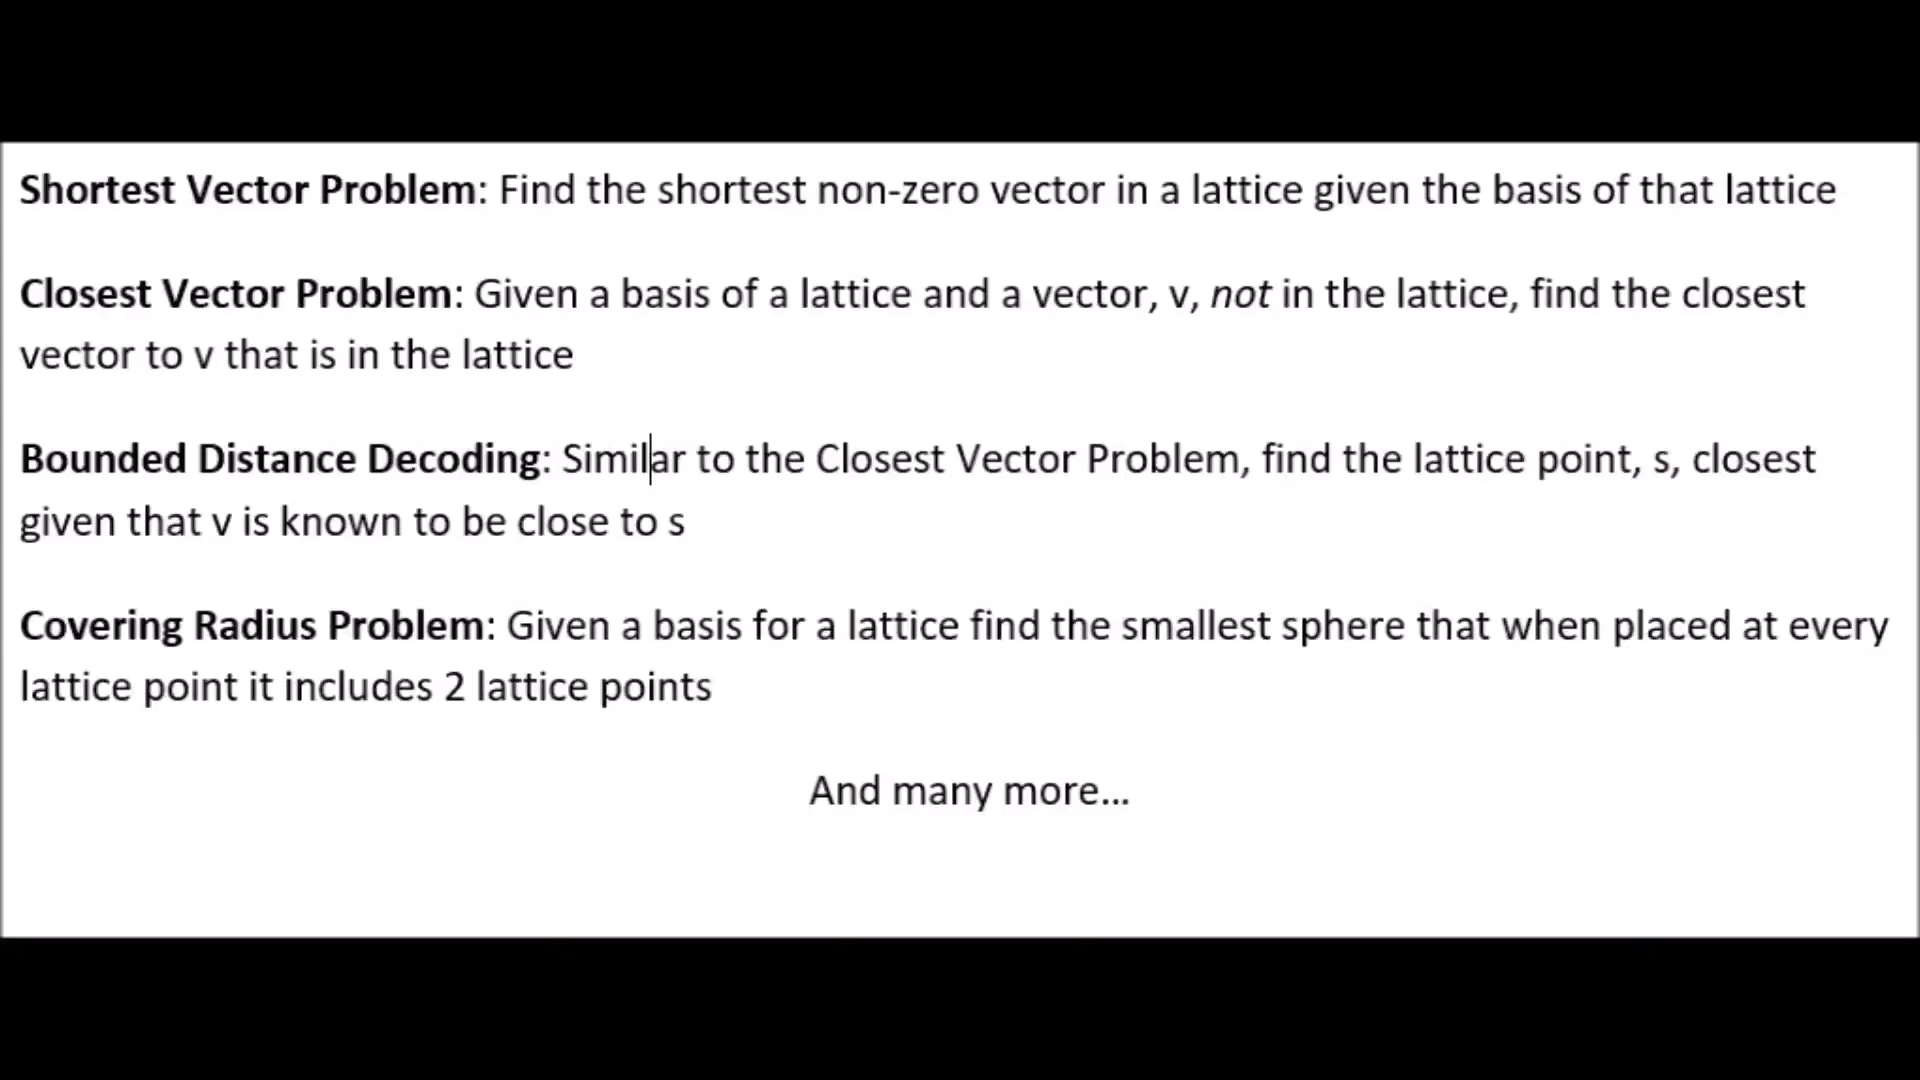 Shortest Vector Problem: Find the shortest non-zero vector in a lattice given the basis of that lattice
Closest Vector Problem: Given a basis of a lattice and a vector, v, not in the lattice, find the closest
vector to v that is in the lattice
Bounded Distance Decoding: Similar to the Closest Vector Problem, find the lattice point, s, closest
given that v is known to be close to s
Covering Radius Problem: Given a basis for a lattice find the smallest sphere that when placed at every
lattice point it includes 2 lattice points
And many more...